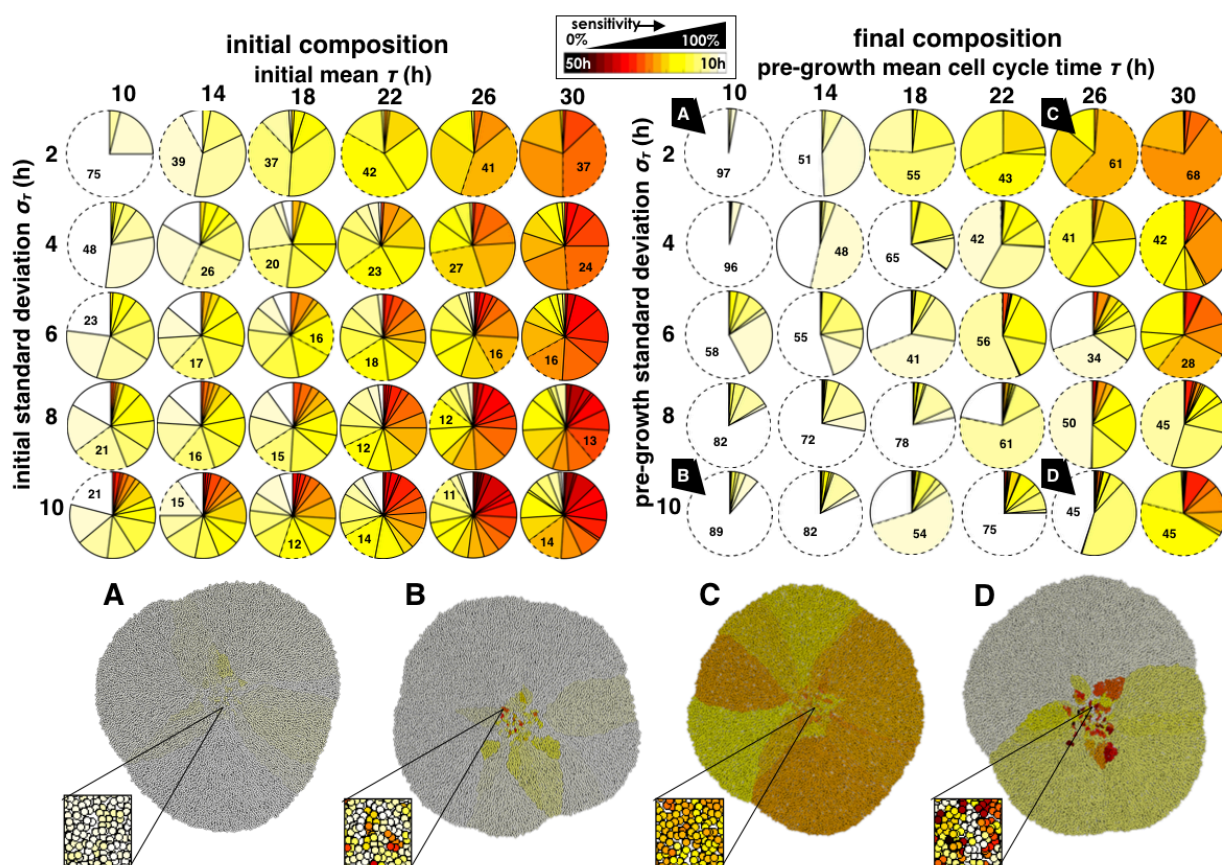 sensitivity
0% 100%
50h 10h
initial composition
initial mean τ (h)
10 14 18 22 26 30
initial standard deviation στ (h)
2 75 39 37 42 41 37
4 48 26 20 23 27 24
6 23 17 16 18 16 16
8 21 16 15 12 12 13
10 21 15 12 14 11 14
final composition
pre-growth mean cell cycle time τ (h)
10 14 18 22 26 30
pre-growth standard deviation στ (h)
A C
2 97 51 55 43 61 68
4 96 48 65 42 41 42
6 58 55 41 56 34 28
8 82 72 78 61 50 45
B D
10 89 82 54 75 45 45
A B C D